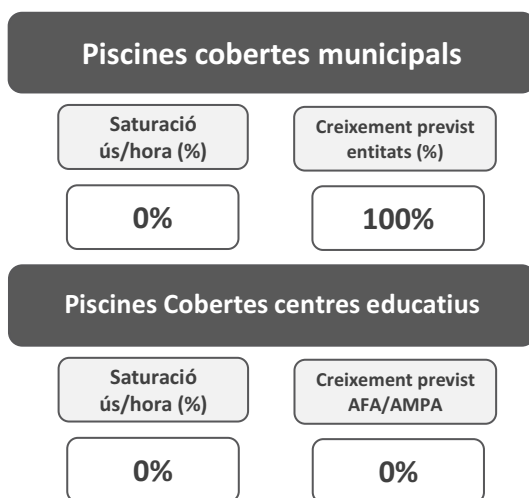 Piscines cobertes municipals
Saturació
ús/hora (%)
Creixement previst
entitats (%)
0%
100%
Piscines Cobertes centres educatius
Saturació
ús/hora (%)
Creixement previst
AFA/AMPA
0%
0%